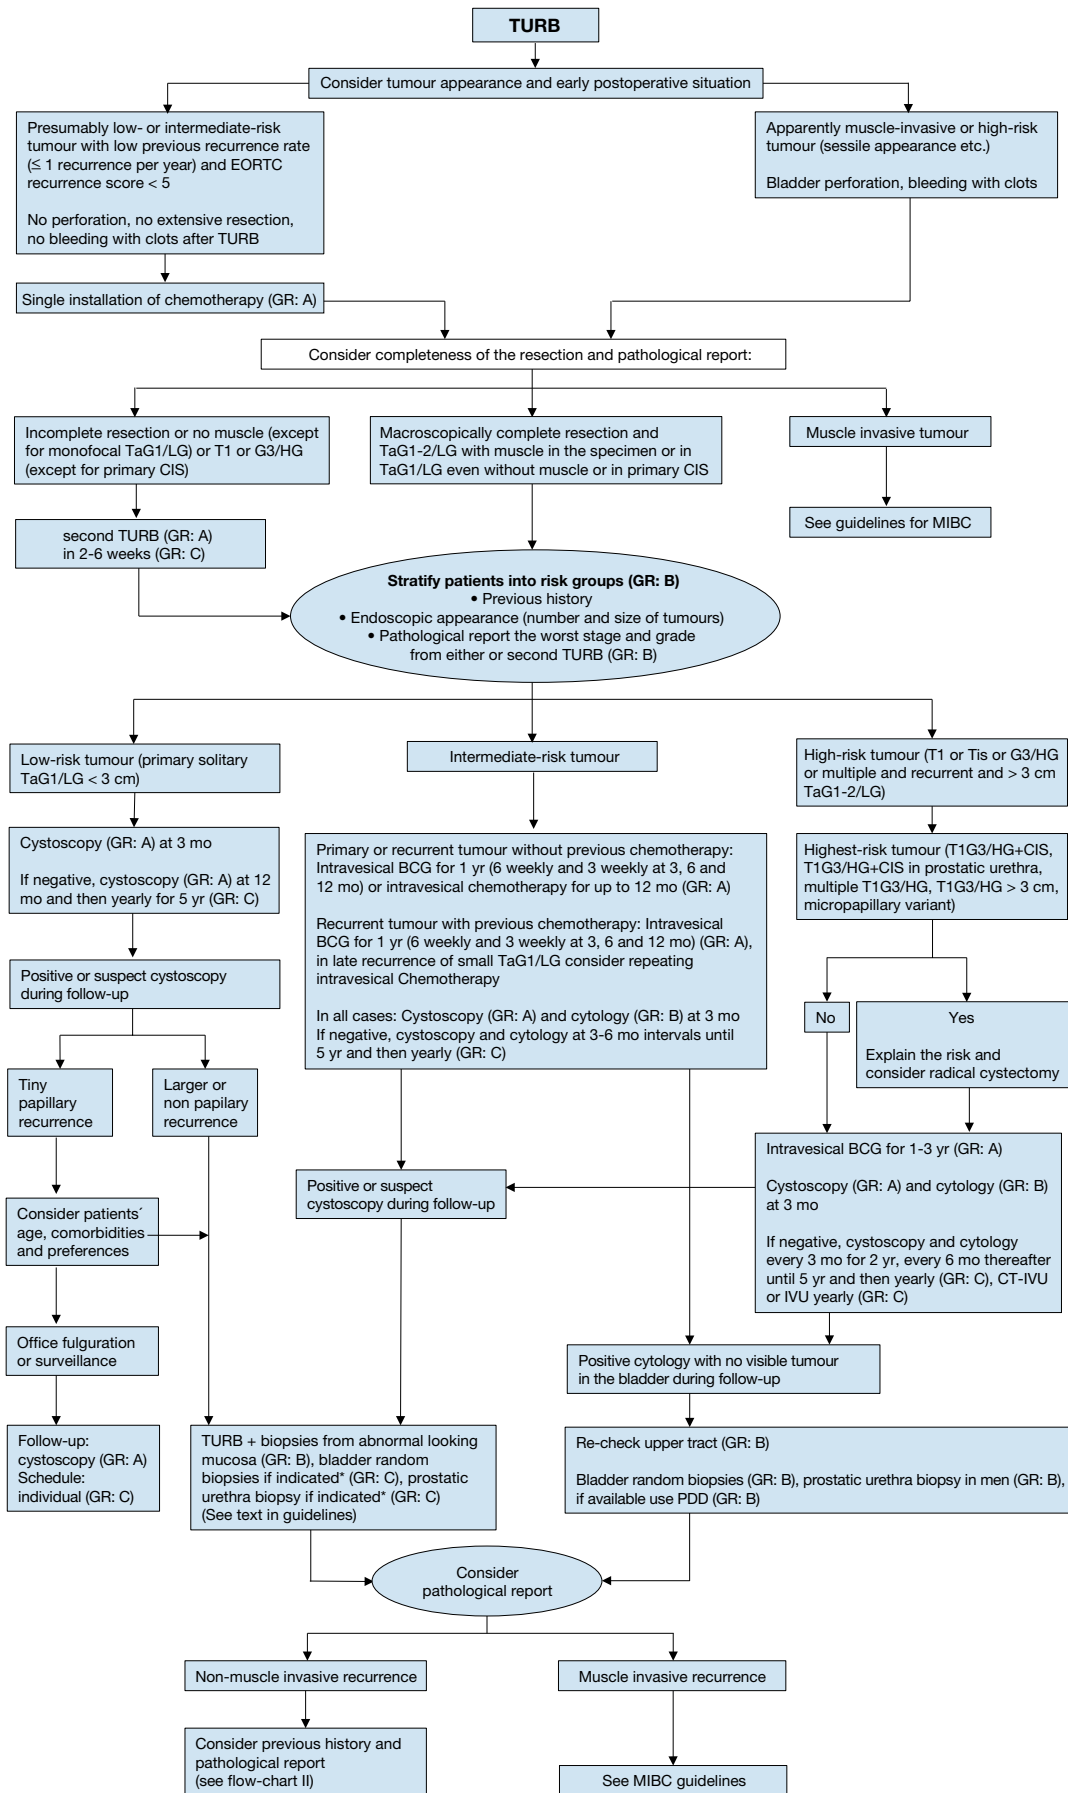 TURB
Consider tumour appearance and early postoperative situation
Presumably low- or intermediate-risk
tumour with low previous recurrence rate
(≤ 1 recurrence per year) and EORTC
recurrence score < 5
No perforation, no extensive resection,
no bleeding with clots after TURB
Apparently muscle-invasive or high-risk
tumour (sessile appearance etc.)
Bladder perforation, bleeding with clots
Single installation of chemotherapy (GR: A)
Consider completeness of the resection and pathological report:
Incomplete resection or no muscle (except
for monofocal TaG1/LG) or T1 or G3/HG
(except for primary CIS)
Macroscopically complete resection and
TaG1-2/LG with muscle in the specimen or in
TaG1/LG even without muscle or in primary CIS
Muscle invasive tumour
second TURB (GR: A)
in 2-6 weeks (GR: C)
See guidelines for MIBC
Stratify patients into risk groups (GR: B)
• Previous history
• Endoscopic appearance (number and size of tumours)
• Pathological report the worst stage and grade
from either or second TURB (GR: B)
Low-risk tumour (primary solitary
TaG1/LG < 3 cm)
Intermediate-risk tumour
High-risk tumour (T1 or Tis or G3/HG
or multiple and recurrent and > 3 cm
TaG1-2/LG)
Cystoscopy (GR: A) at 3 mo
If negative, cystoscopy (GR: A) at 12
mo and then yearly for 5 yr (GR: C)
Primary or recurrent tumour without previous chemotherapy:
Intravesical BCG for 1 yr (6 weekly and 3 weekly at 3, 6 and
12 mo) or intravesical chemotherapy for up to 12 mo (GR: A)
Recurrent tumour with previous chemotherapy: Intravesical
BCG for 1 yr (6 weekly and 3 weekly at 3, 6 and 12 mo) (GR: A),
in late recurrence of small TaG1/LG consider repeating
intravesical Chemotherapy
In all cases: Cystoscopy (GR: A) and cytology (GR: B) at 3 mo
If negative, cystoscopy and cytology at 3-6 mo intervals until
5 yr and then yearly (GR: C)
Highest-risk tumour (T1G3/HG+CIS,
T1G3/HG+CIS in prostatic urethra,
multiple T1G3/HG, T1G3/HG > 3 cm,
micropapillary variant)
Positive or suspect cystoscopy
during follow-up
No
Yes
Explain the risk and
consider radical cystectomy
Tiny
papillary
recurrence
Larger or
non papilary
recurrence
Intravesical BCG for 1-3 yr (GR: A)
Cystoscopy (GR: A) and cytology (GR: B)
at 3 mo
If negative, cystoscopy and cytology
every 3 mo for 2 yr, every 6 mo thereafter
until 5 yr and then yearly (GR: C), CT-IVU
or IVU yearly (GR: C)
Positive or suspect
cystoscopy during follow-up
Consider patients´
age, comorbidities
and preferences
Office fulguration
or surveillance
Positive cytology with no visible tumour
in the bladder during follow-up
Follow-up:
cystoscopy (GR: A)
Schedule:
individual (GR: C)
TURB + biopsies from abnormal looking
mucosa (GR: B), bladder random
biopsies if indicated* (GR: C), prostatic
urethra biopsy if indicated* (GR: C)
(See text in guidelines)
Re-check upper tract (GR: B)
Bladder random biopsies (GR: B), prostatic urethra biopsy in men (GR: B),
if available use PDD (GR: B)
Consider
pathological report
Non-muscle invasive recurrence
Muscle invasive recurrence
Consider previous history and
pathological report
(see flow-chart II)
See MIBC guidelines